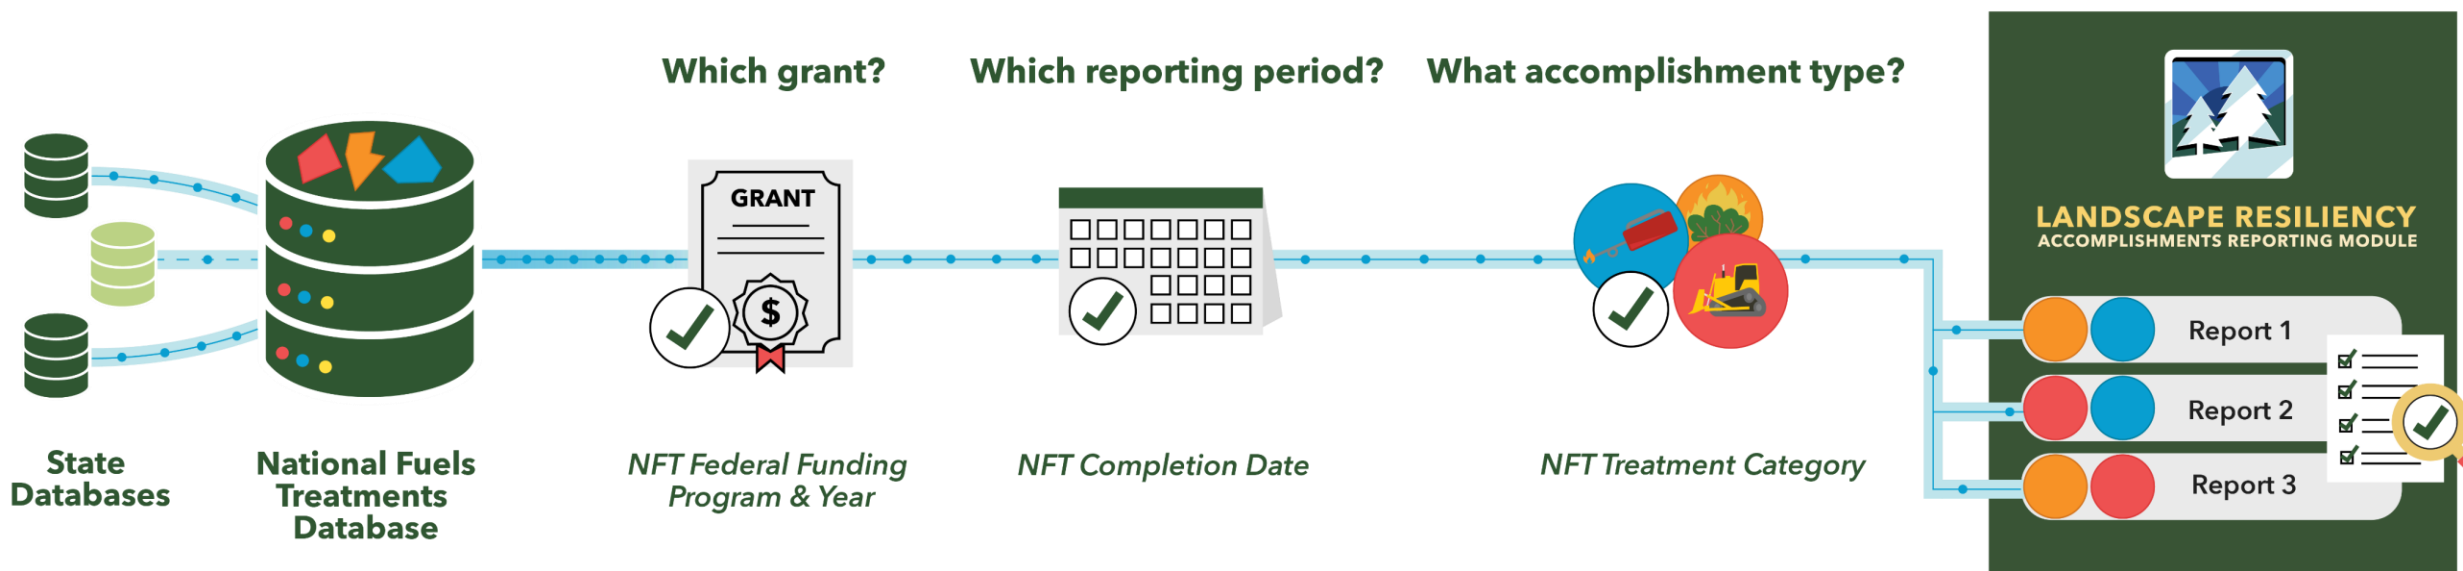 Which grant?
Which reporting period?
What accomplishment type?
GRANT
$
LANDSCAPE RESILIENCY
ACCOMPLISHMENTS REPORTING MODULE
Report 1
Report 2
Report 3
State
Databases
National Fuels
Treatments
Database
NFT Federal Funding
Program & Year
NFT Completion Date
NFT Treatment Category